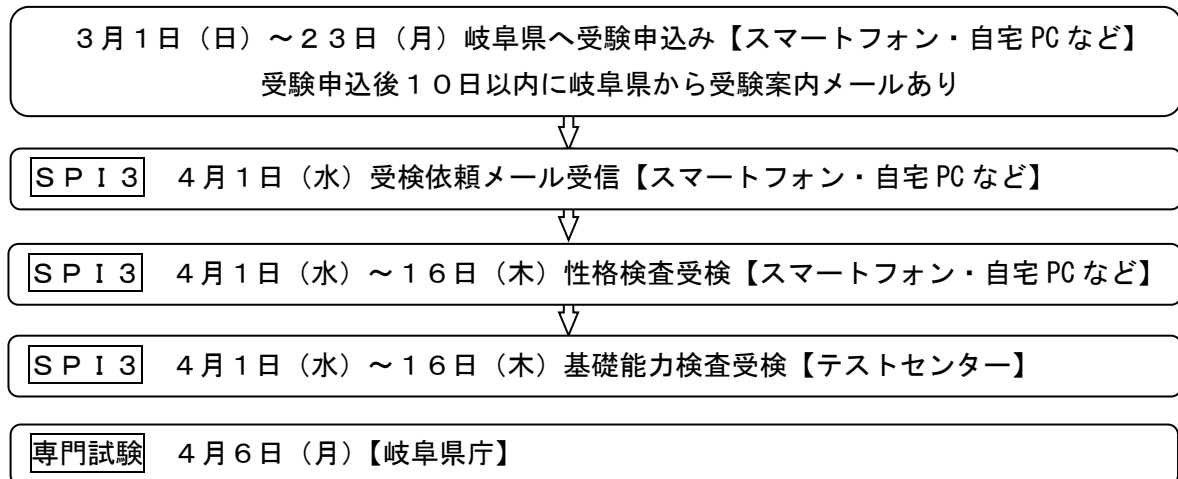 ３月１日（日）～２３日（月）岐阜県へ受験申込み【スマートフォン・自宅PCなど】
受験申込後１０日以内に岐阜県から受験案内メールあり
ＳＰＩ３　４月１日（水）受検依頼メール受信【スマートフォン・自宅PCなど】
ＳＰＩ３　４月１日（水）～１６日（木）性格検査受検【スマートフォン・自宅PCなど】
ＳＰＩ３　４月１日（水）～１６日（木）基礎能力検査受検【テストセンター】
専門試験　４月６日（月）【岐阜県庁】